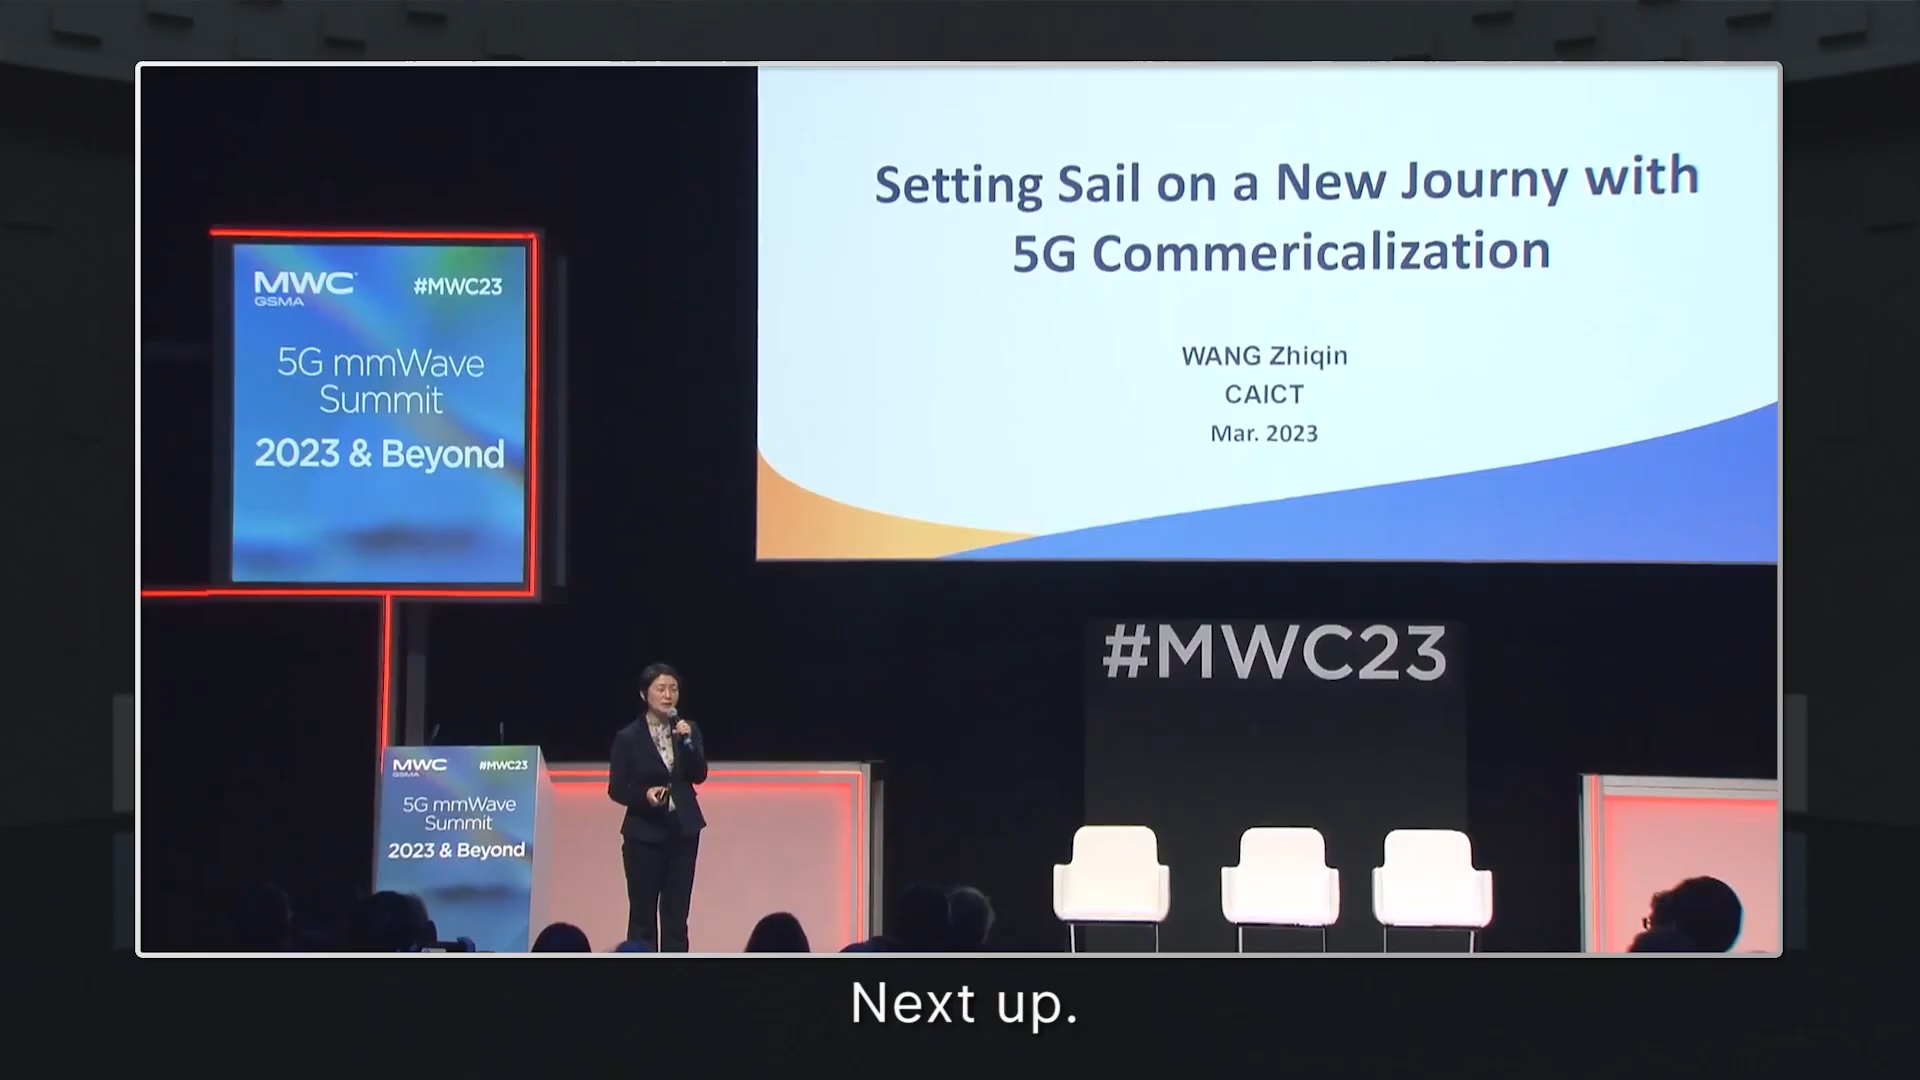 Setting Sail on a New Journy with
5G Commericalization
WANG Zhiqin
CAICT
Mar. 2023
MWC
GSMA
#MWC23
5G mmWave
Summit
2023 & Beyond
#MWC23
MWC
GSMA
#MWC23
5G mmWave
Summit
2023 & Beyond
Next up.